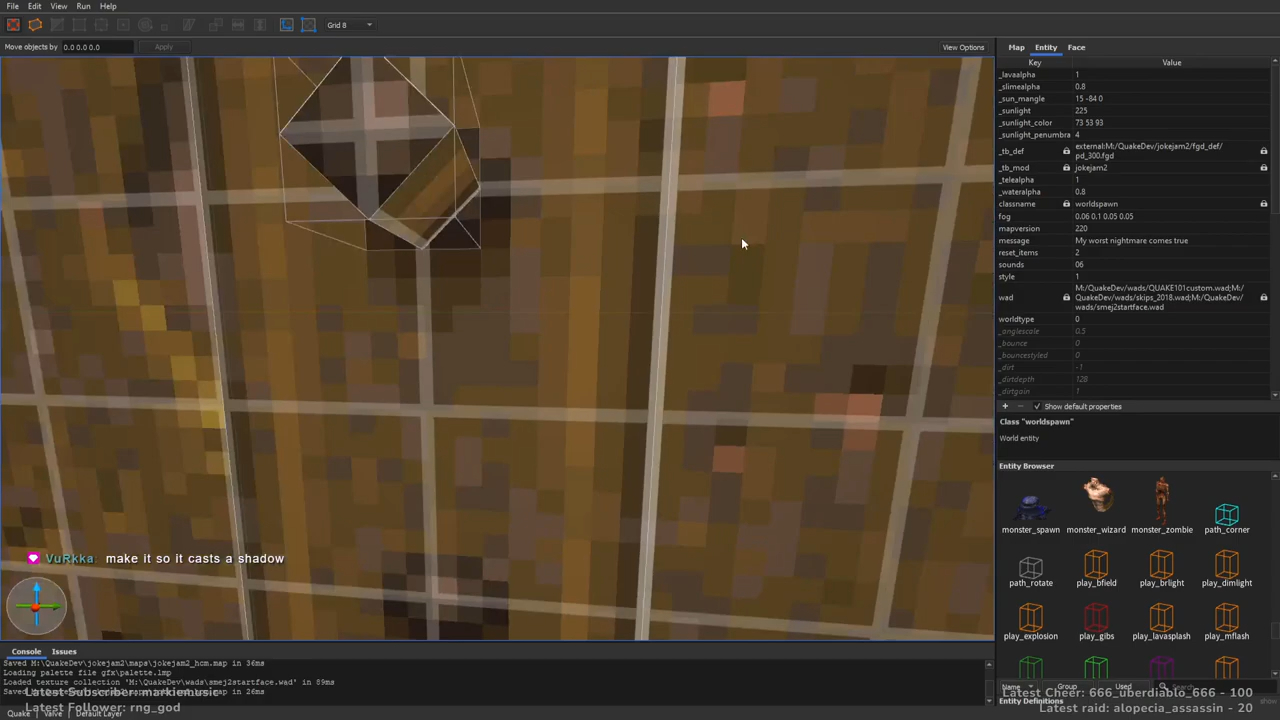 File Edit View Run Help
Grid 8
Move objects by 0.0 0.0 0.0 Apply View Options
Map Entity Face
Key Value
_lavaalpha 1
_slimealpha 0.8
_sun_mangle 15 -84 0
_sunlight 225
_sunlight_color 73 53 93
_sunlight_penumbra 4
_tb_def external:M:/QuakeDev/jokejam2/fgd_def/
pd_300.fgd
_tb_mod jokejam2
_telealpha 1
_wateralpha 0.8
classname worldspawn
fog 0.06 0.1 0.05 0.05
mapversion 220
message My worst nightmare comes true
reset_items 2
sounds 06
style 1
wad M:/QuakeDev/wads/QUAKE101custom.wad;M:/
QuakeDev/wads/skips_2018.wad;M:/QuakeDev/
wads/smej2startface.wad
worldtype 0
_anglescale 0.5
_bounce 0
_bouncestyled 0
_dirt -1
_dirtdepth 128
_dirtgain 1
Show default properties
Class "worldspawn"
World entity
Entity Browser
monster_spawn monster_wizard monster_zombie path_corner
path_rotate play_bfield play_brlight play_dimlight
play_explosion play_gibs play_lavasplash play_mflash
Name Group Used Search
Entity Definitions
VuRkka: make it so it casts a shadow
Console Issues
Saved M:\QuakeDev\jokejam2\maps\jokejam2_hcm.map in 36ms
Loading palette file gfx\palette.lmp
Loaded texture collection 'M:\QuakeDev\wads\smej2startface.wad' in 89ms
Latest Subscriber: markiemusic
Latest Follower: rng_god
Latest Cheer: 666_uberdiablo_666 - 100
Latest raid: alopecia_assassin - 20
Quake Valve Default Layer